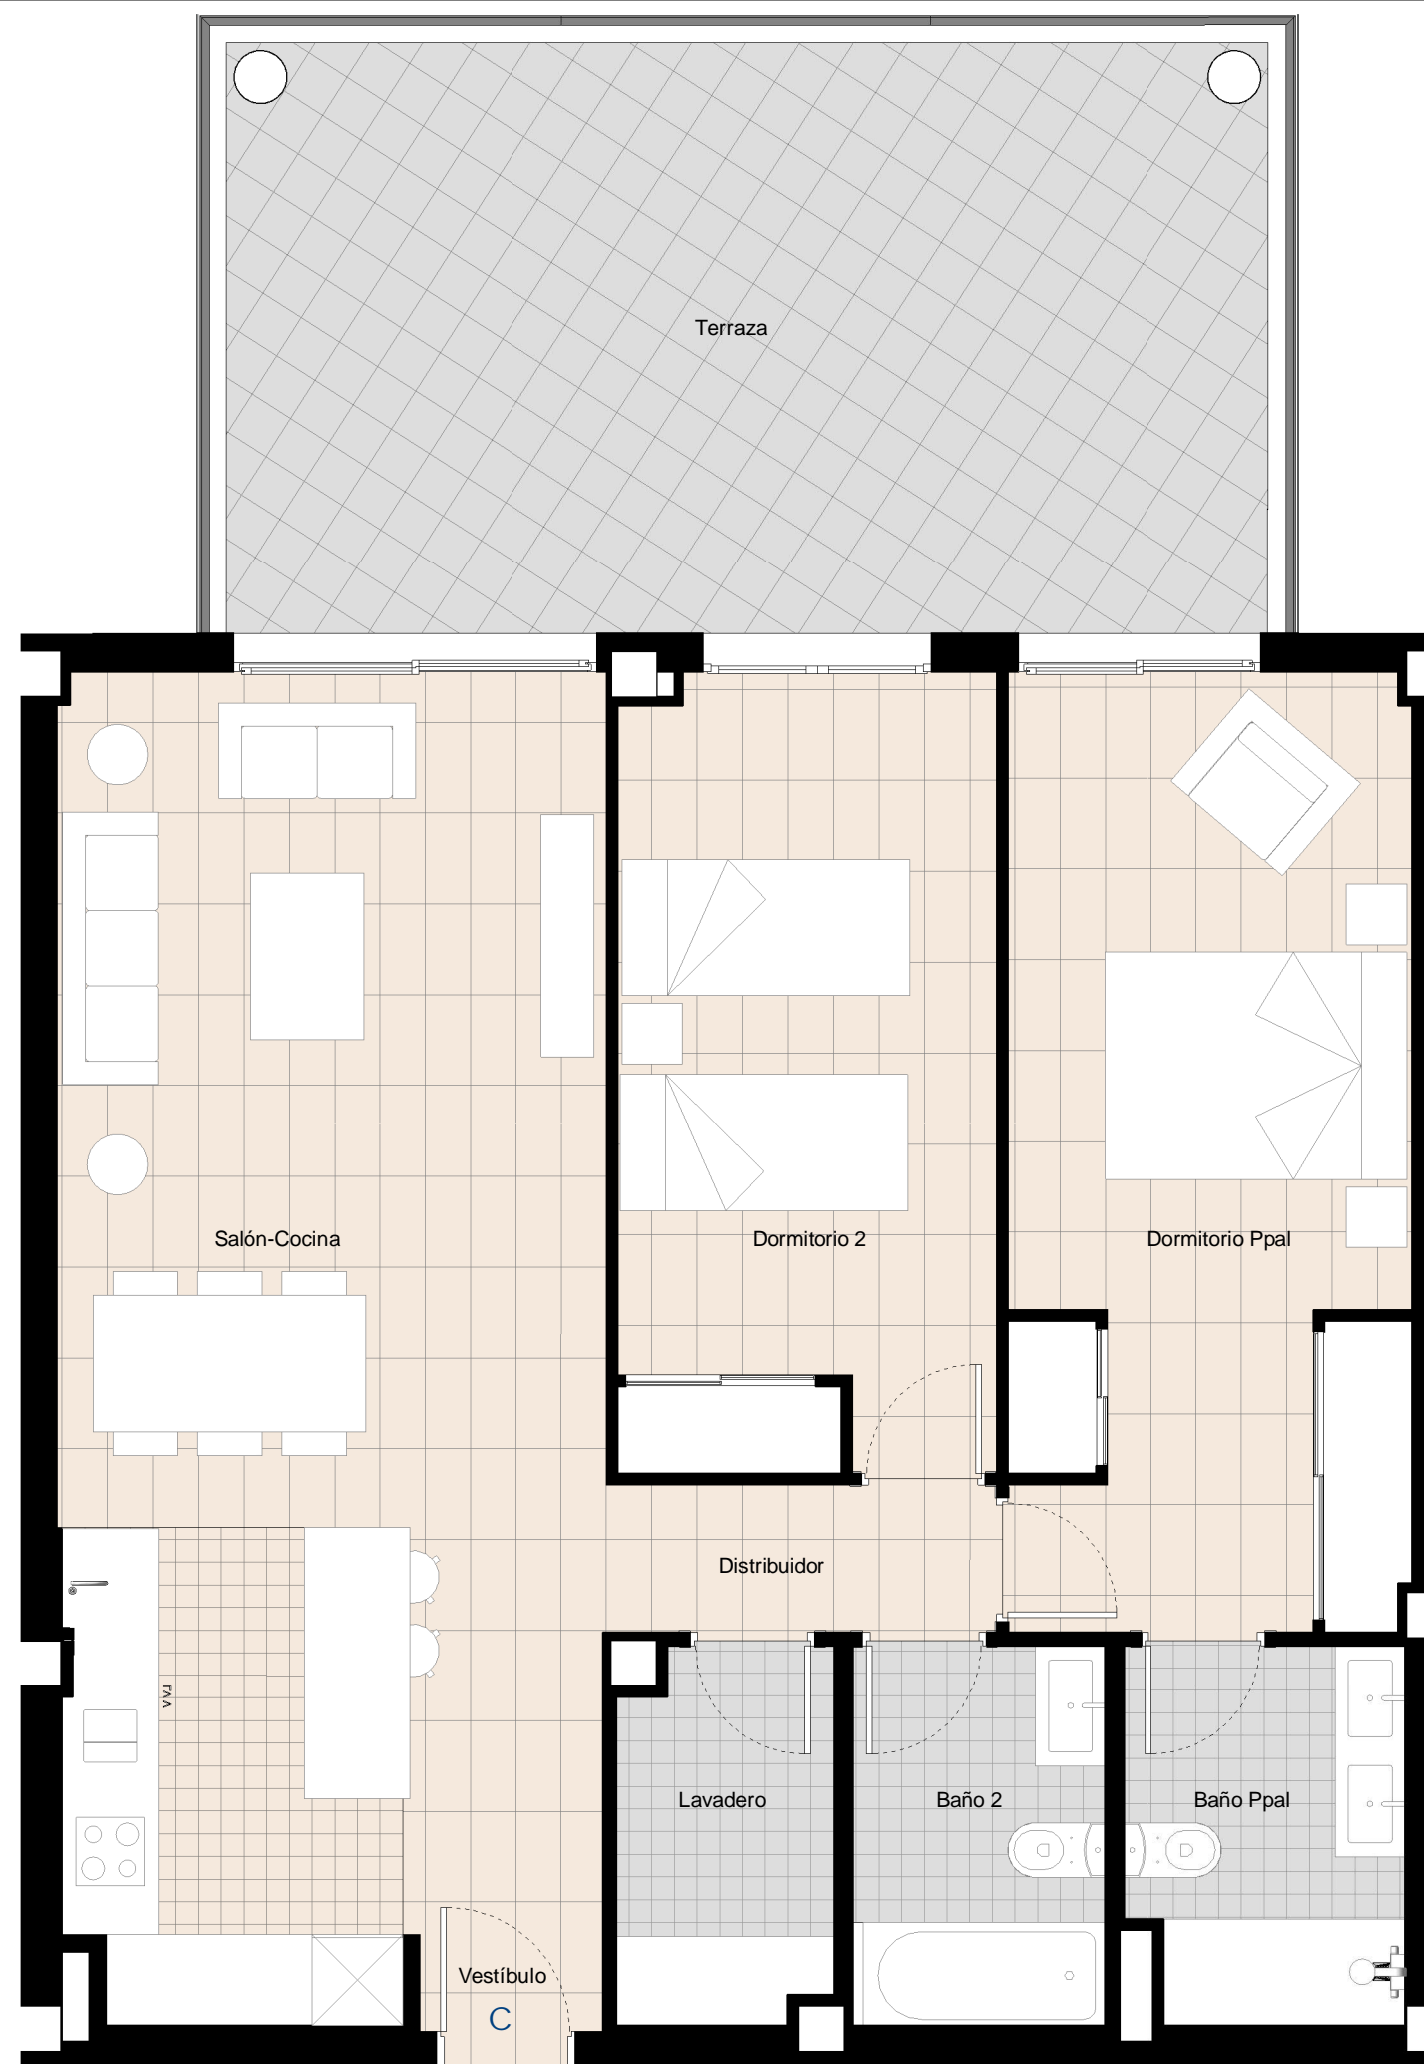 Terraza
Salón-Cocina
Dormitorio 2
Dormitorio Ppal
Distribuidor
Lavadero
Baño 2
Baño Ppal
Vestíbulo
C